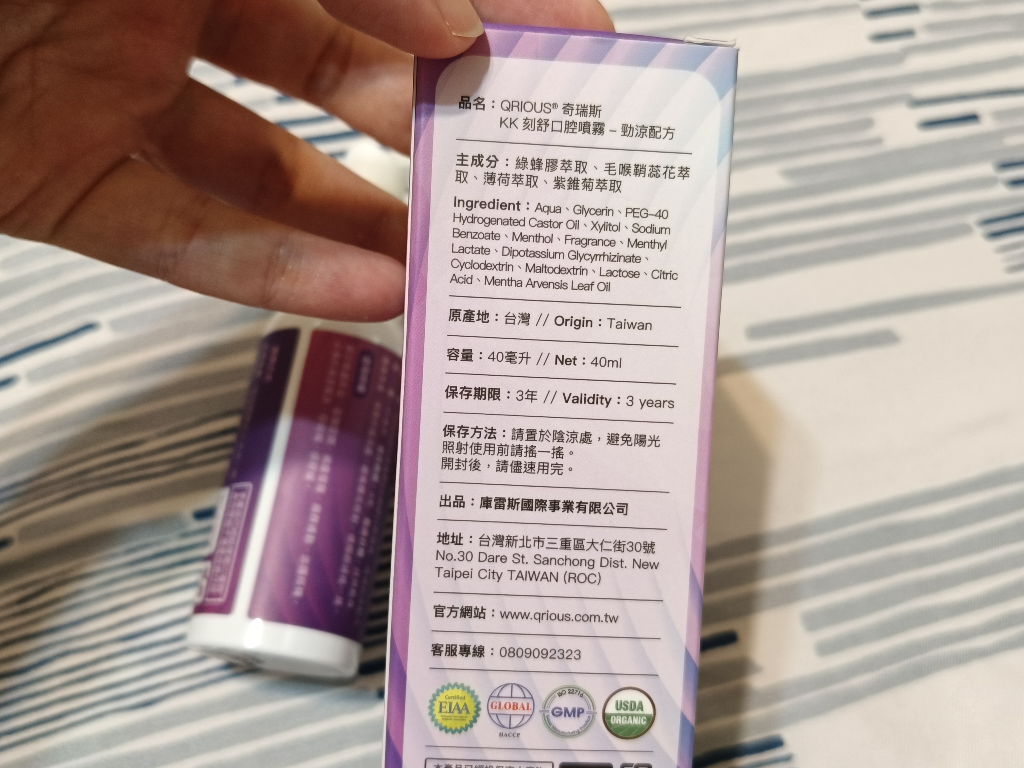 品名：QRIOUS® 奇瑞斯
KK 刻舒口腔噴霧 – 勁涼配方
主成分：綠蜂膠萃取、毛喉鞘蕊花萃
取、薄荷萃取、紫錐菊萃取
Ingredient：Aqua、Glycerin、PEG–40
Hydrogenated Castor Oil、Xylitol、Sodium
Benzoate、Menthol、Fragrance、Menthyl
Lactate、Dipotassium Glycyrrhizinate、
Cyclodextrin、Maltodextrin、Lactose、Citric
Acid、Mentha Arvensis Leaf Oil
原產地：台灣 // Origin：Taiwan
容量：40毫升 // Net：40ml
保存期限：3年 // Validity：3 years
保存方法：請置於陰涼處，避免陽光
照射使用前請搖一搖。
開封後，請儘速用完。
出品：庫雷斯國際事業有限公司
地址：台灣新北市三重區大仁街30號
No.30 Dare St. Sanchong Dist. New
Taipei City TAIWAN (ROC)
官方網站：www.qrious.com.tw
客服專線：0809092323
Certified
EIAA
GLOBAL
HACCP
ISO 22716
GMP
USDA
ORGANIC